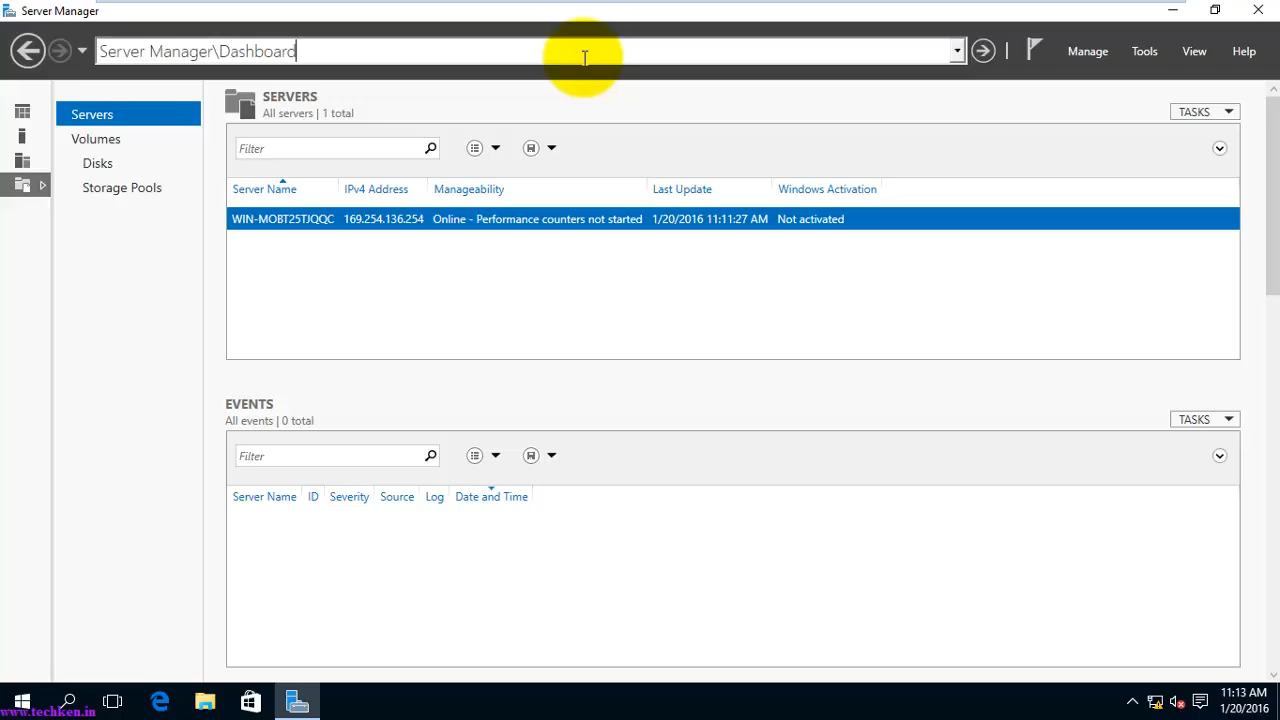 Server Manager
Server Manager\Dashboard
Manage Tools View Help
Servers
Volumes
Disks
Storage Pools
SERVERS
All servers | 1 total
TASKS
Filter
Server Name IPv4 Address Manageability Last Update Windows Activation
WIN-MOBT25TJQQC 169.254.136.254 Online - Performance counters not started 1/20/2016 11:11:27 AM Not activated
EVENTS
All events | 0 total
TASKS
Filter
Server Name ID Severity Source Log Date and Time
11:13 AM
1/20/2016
www.techken.in